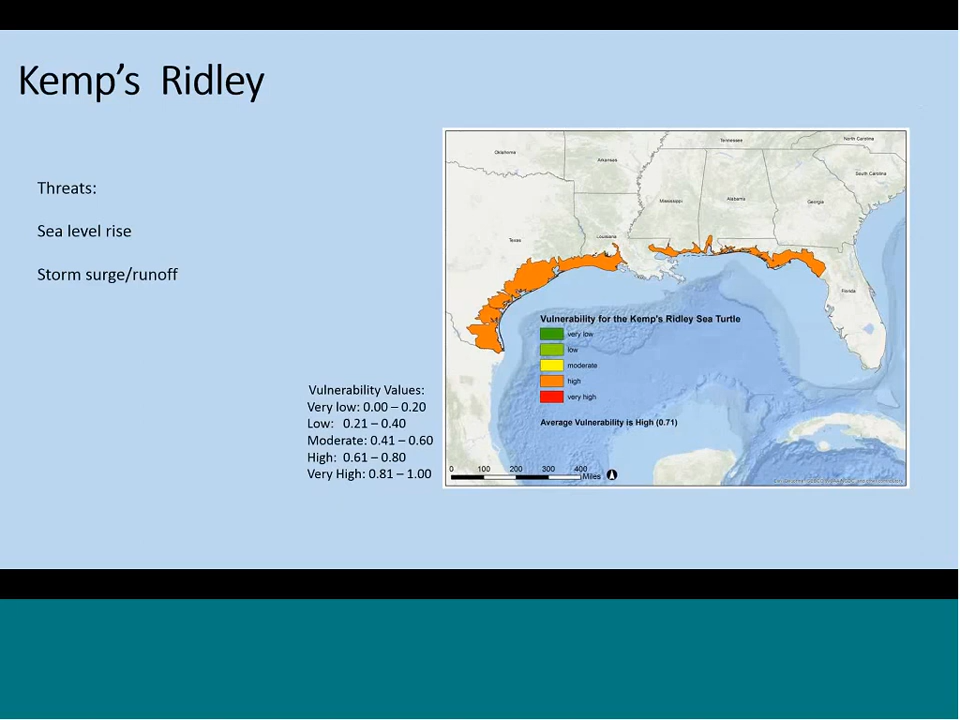 Kemp's Ridley
Threats:
Sea level rise
Storm surge/runoff
Vulnerability Values:
Very low: 0.00 – 0.20
Low: 0.21 – 0.40
Moderate: 0.41 – 0.60
High: 0.61 – 0.80
Very High: 0.81 – 1.00
Oklahoma
Arkansas
Tennessee
North Carolina
South Carolina
Mississippi
Alabama
Georgia
Texas
Louisiana
Florida
Vulnerability for the Kemp's Ridley Sea Turtle
very low
low
moderate
high
very high
Average Vulnerability is High (0.71)
0 100 200 300 400
Miles